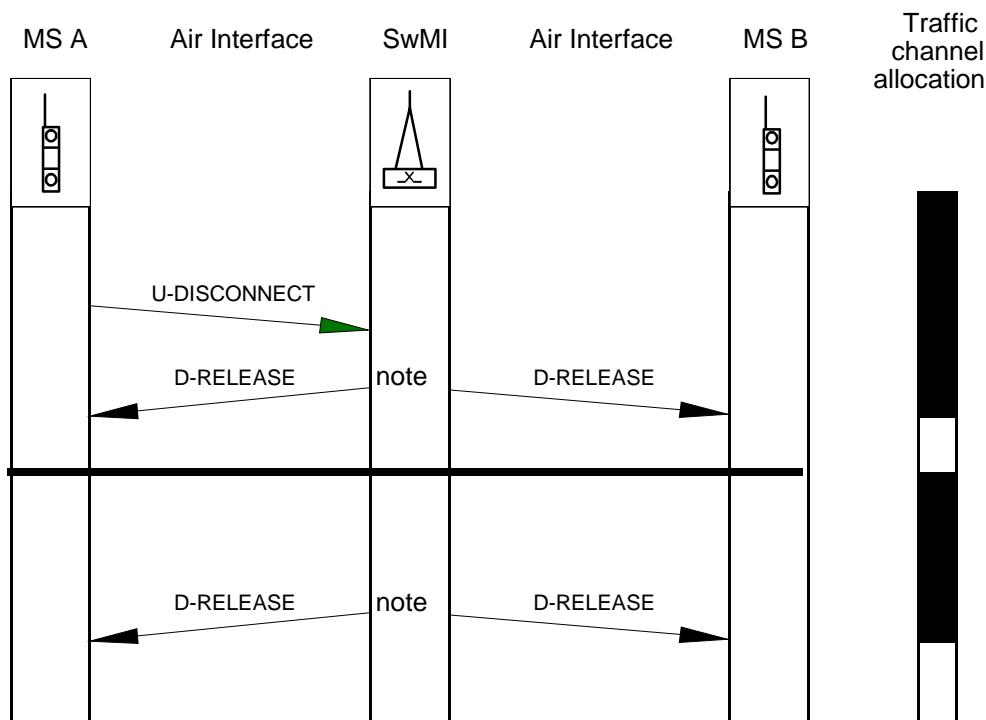 MS A
Air Interface
SwMI
Air Interface
MS B
Traffic
channel
allocation
U-DISCONNECT
D-RELEASE
note
D-RELEASE
D-RELEASE
note
D-RELEASE